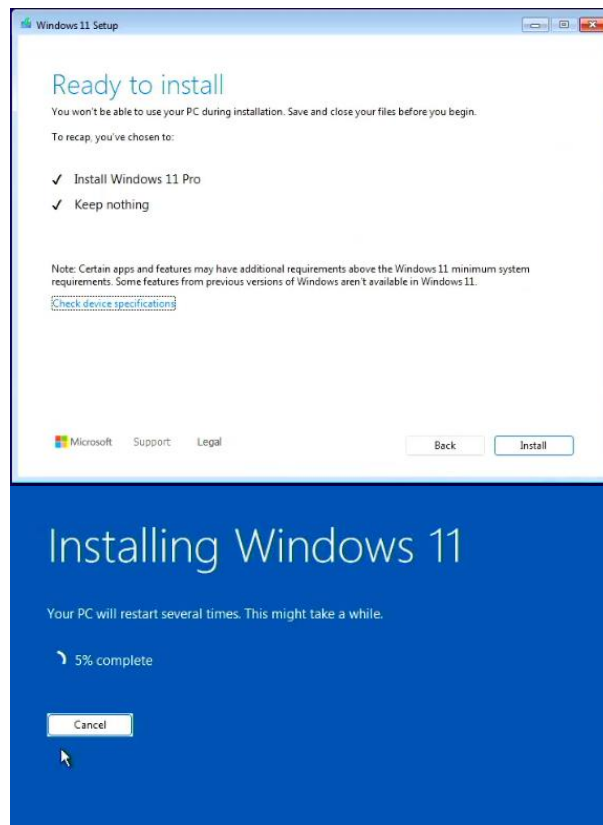 Windows 11 Setup
Ready to install
You won't be able to use your PC during installation. Save and close your files before you begin.
To recap, you've chosen to:
✓ Install Windows 11 Pro
✓ Keep nothing
Note: Certain apps and features may have additional requirements above the Windows 11 minimum system
requirements. Some features from previous versions of Windows aren't available in Windows 11.
Check device specifications
Microsoft Support Legal
Back Install
Installing Windows 11
Your PC will restart several times. This might take a while.
5% complete
Cancel